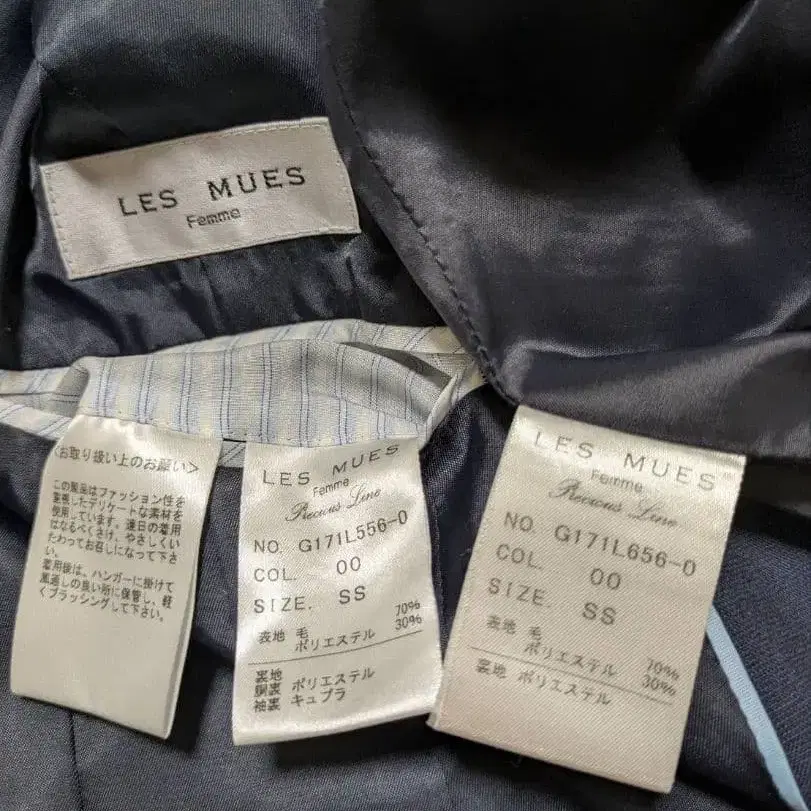 LES MUES
Femme
<お取り扱い上のお願い>
この製品はファッション性を
重視したデリケートな素材を
使用しています。連日の着用
はなるべくさけ、やさしくい
たわってお召しになって下さ
い。
着用後は、ハンガーに掛けて
風通しの良い所に保管し、軽
くブラッシングして下さい。
LES MUES
Femme
Precious Line
NO. G171L556-0
COL. 00
SIZE. SS
表地 毛 70%
ポリエステル 30%
裏地
胴裏 ポリエステル
袖裏 キュプラ
LES MUES
Femme
Precious Line
NO. G171L656-0
COL. 00
SIZE. SS
表地 毛 70%
ポリエステル 30%
裏地 ポリエステル